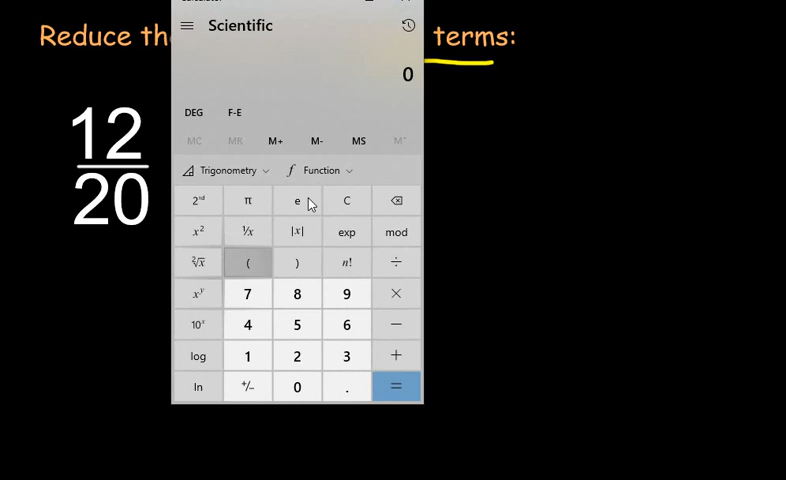 Reduce th terms:
12
20
Scientific
0
DEG F-E
MC MR M+ M- MS M˅
Trigonometry f Function
2ⁿᵈ π e C
x² ¹/x |x| exp mod
²√x ( ) n! ÷
xʸ 7 8 9 ×
10ˣ 4 5 6 −
log 1 2 3 +
ln +/− 0 . =